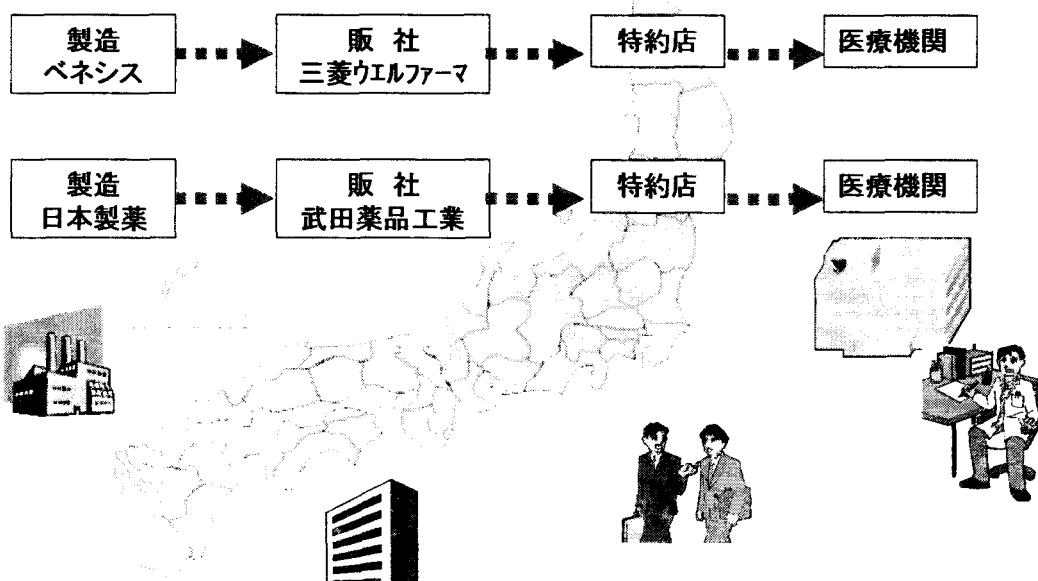 製造
ベネシス
販 社
三菱ウエルファーマ
特約店
医療機関
製造
日本製薬
販 社
武田薬品工業
特約店
医療機関